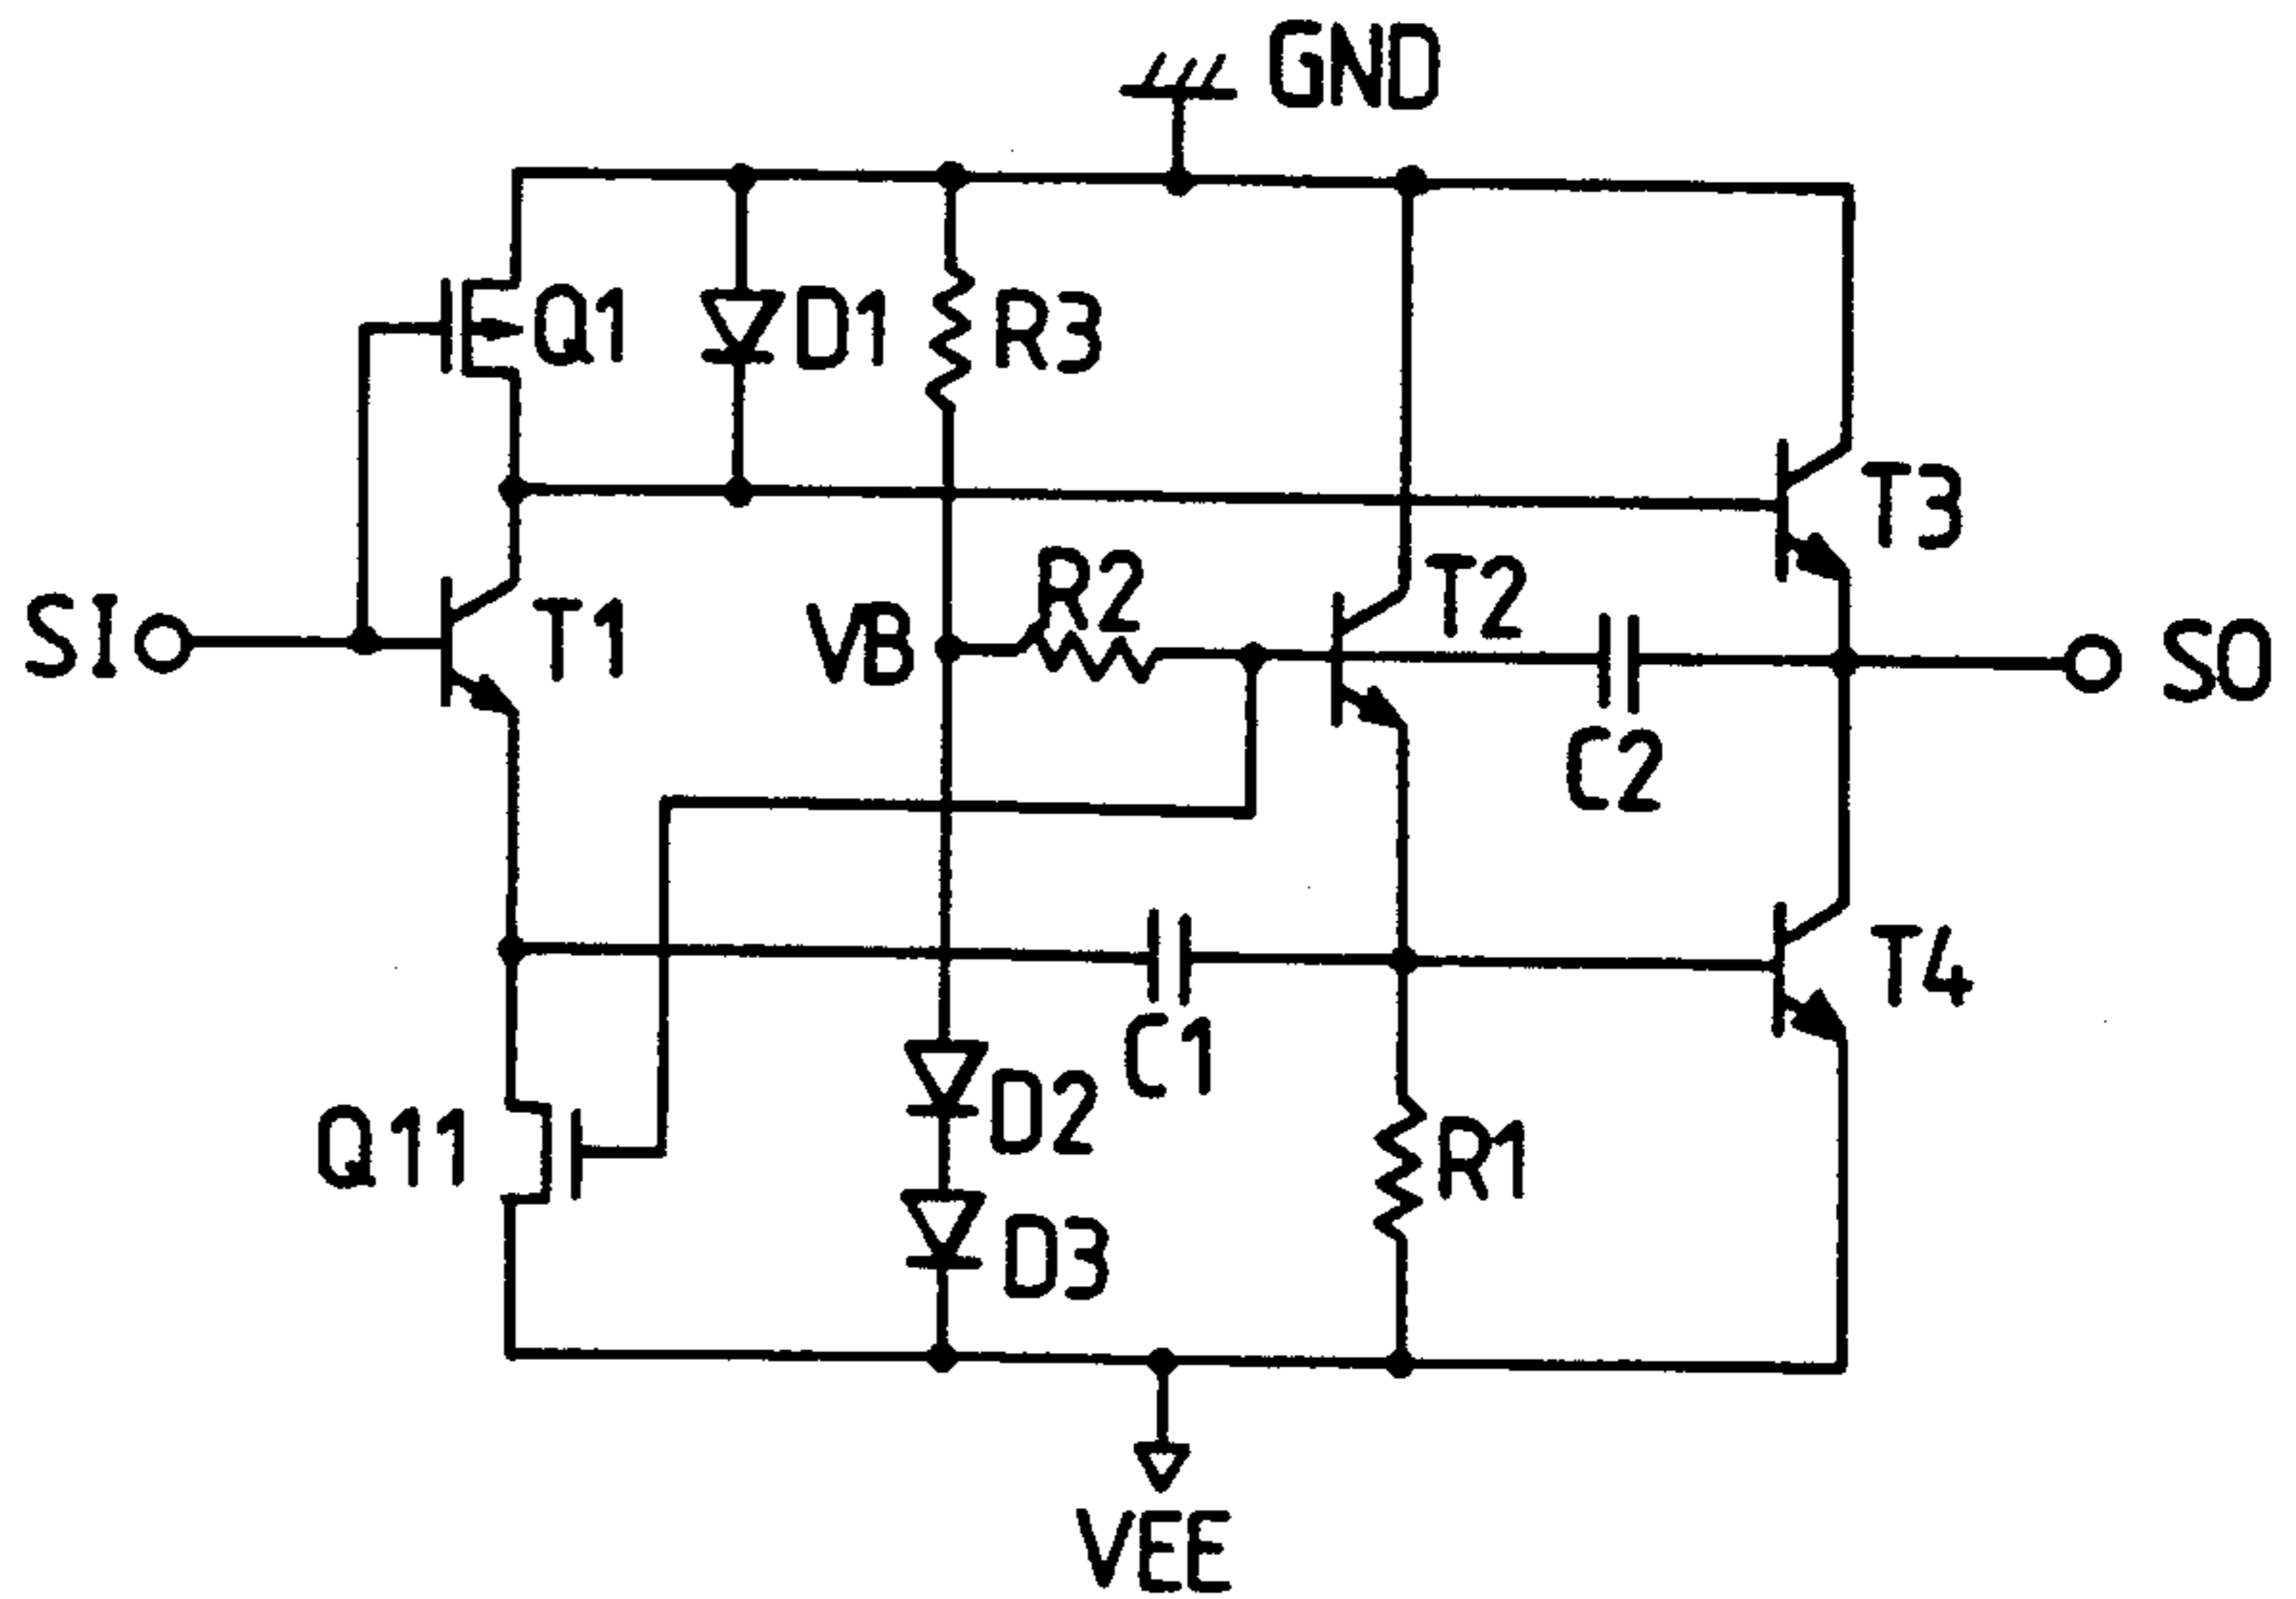 GND
Q1
D1
R3
T3
R2
T2
SI
T1
VB
SO
C2
T4
C1
D2
Q11
R1
D3
VEE